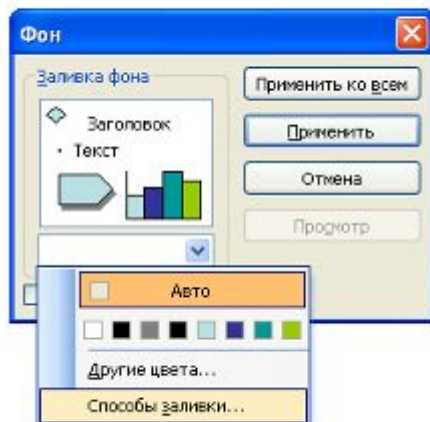 Фон
Заливка фона
Заголовок
• Текст
Применить ко всем
Применить
Отмена
Просмотр
Авто
Другие цвета...
Способы заливки...